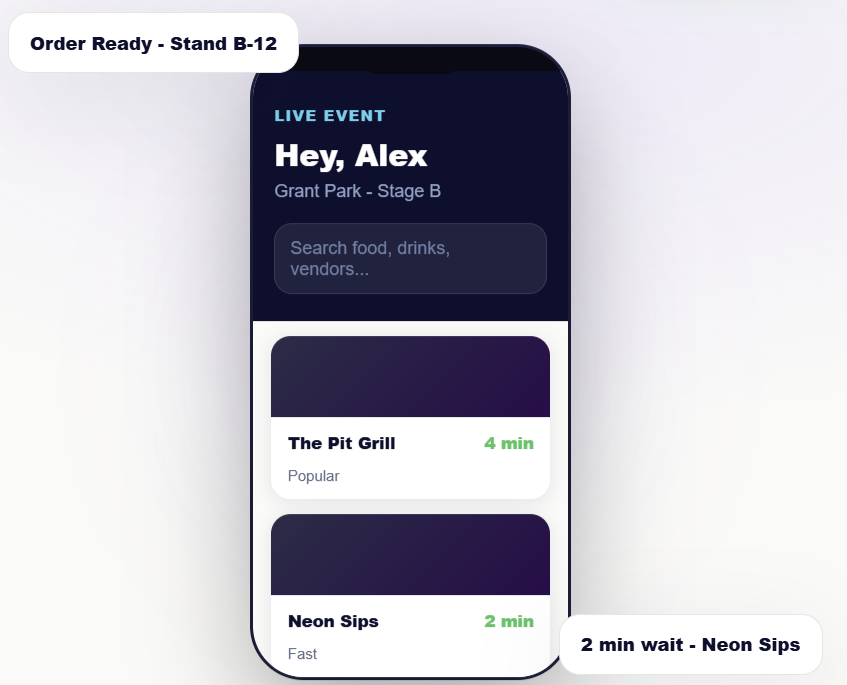 Order Ready - Stand B-12
LIVE EVENT
Hey, Alex
Grant Park - Stage B
Search food, drinks,
vendors...
The Pit Grill
4 min
Popular
Neon Sips
2 min
Fast
2 min wait - Neon Sips